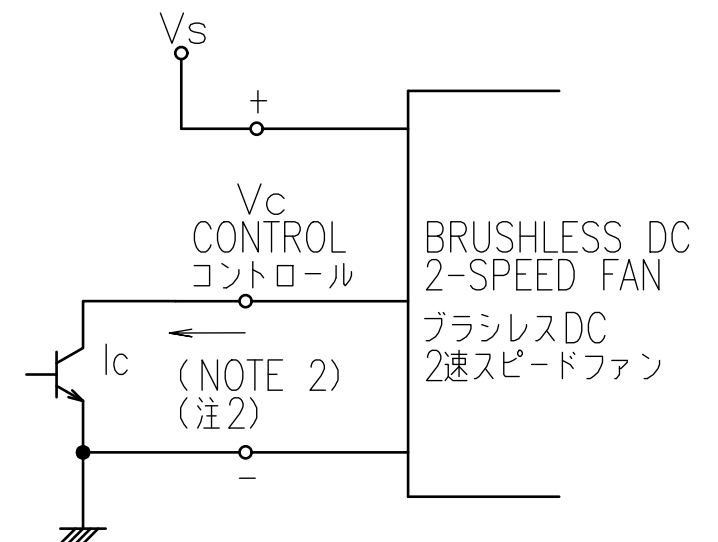 Vs
+
Vc
CONTROL
コントロール
BRUSHLESS DC
2-SPEED FAN
ブラシレスDC
2速スピードファン
Ic
(NOTE 2)
(注2)
-